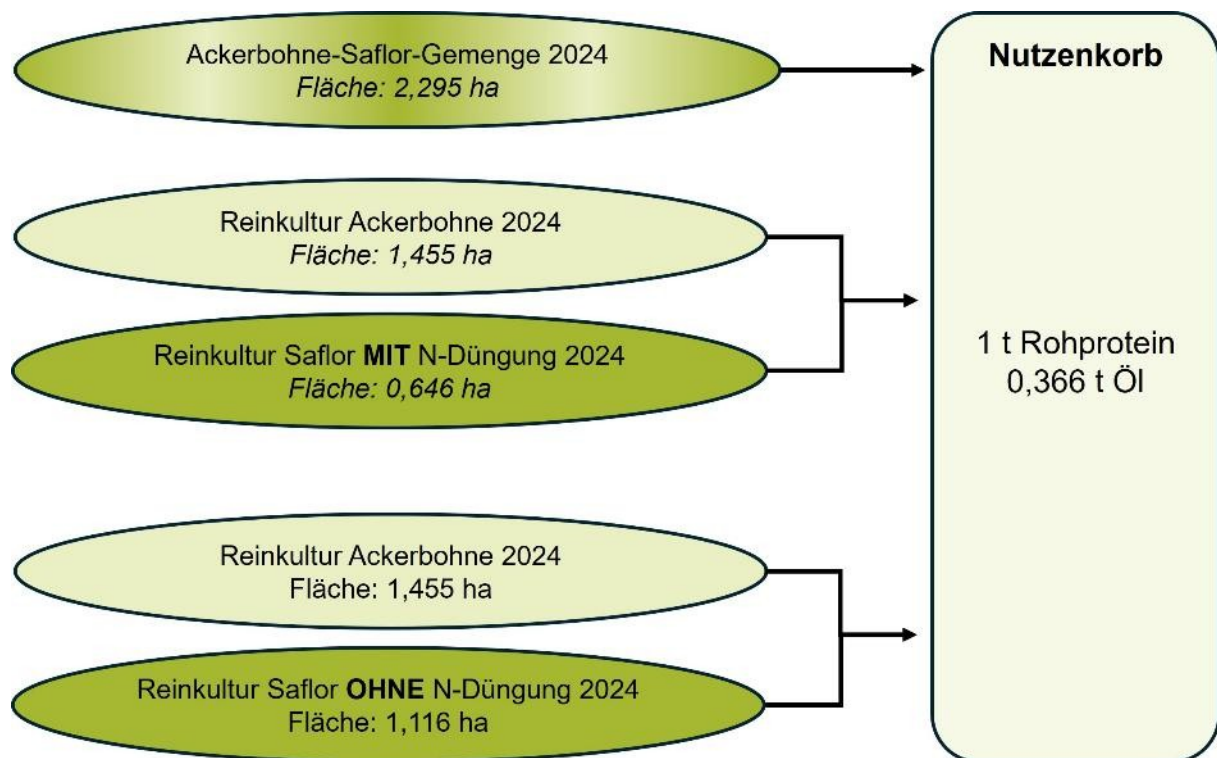 Ackerbohne-Saflor-Gemenge 2024
Fläche: 2,295 ha
Reinkultur Ackerbohne 2024
Fläche: 1,455 ha
Reinkultur Saflor MIT N-Düngung 2024
Fläche: 0,646 ha
Reinkultur Ackerbohne 2024
Fläche: 1,455 ha
Reinkultur Saflor OHNE N-Düngung 2024
Fläche: 1,116 ha
Nutzenkorb
1 t Rohprotein
0,366 t Öl